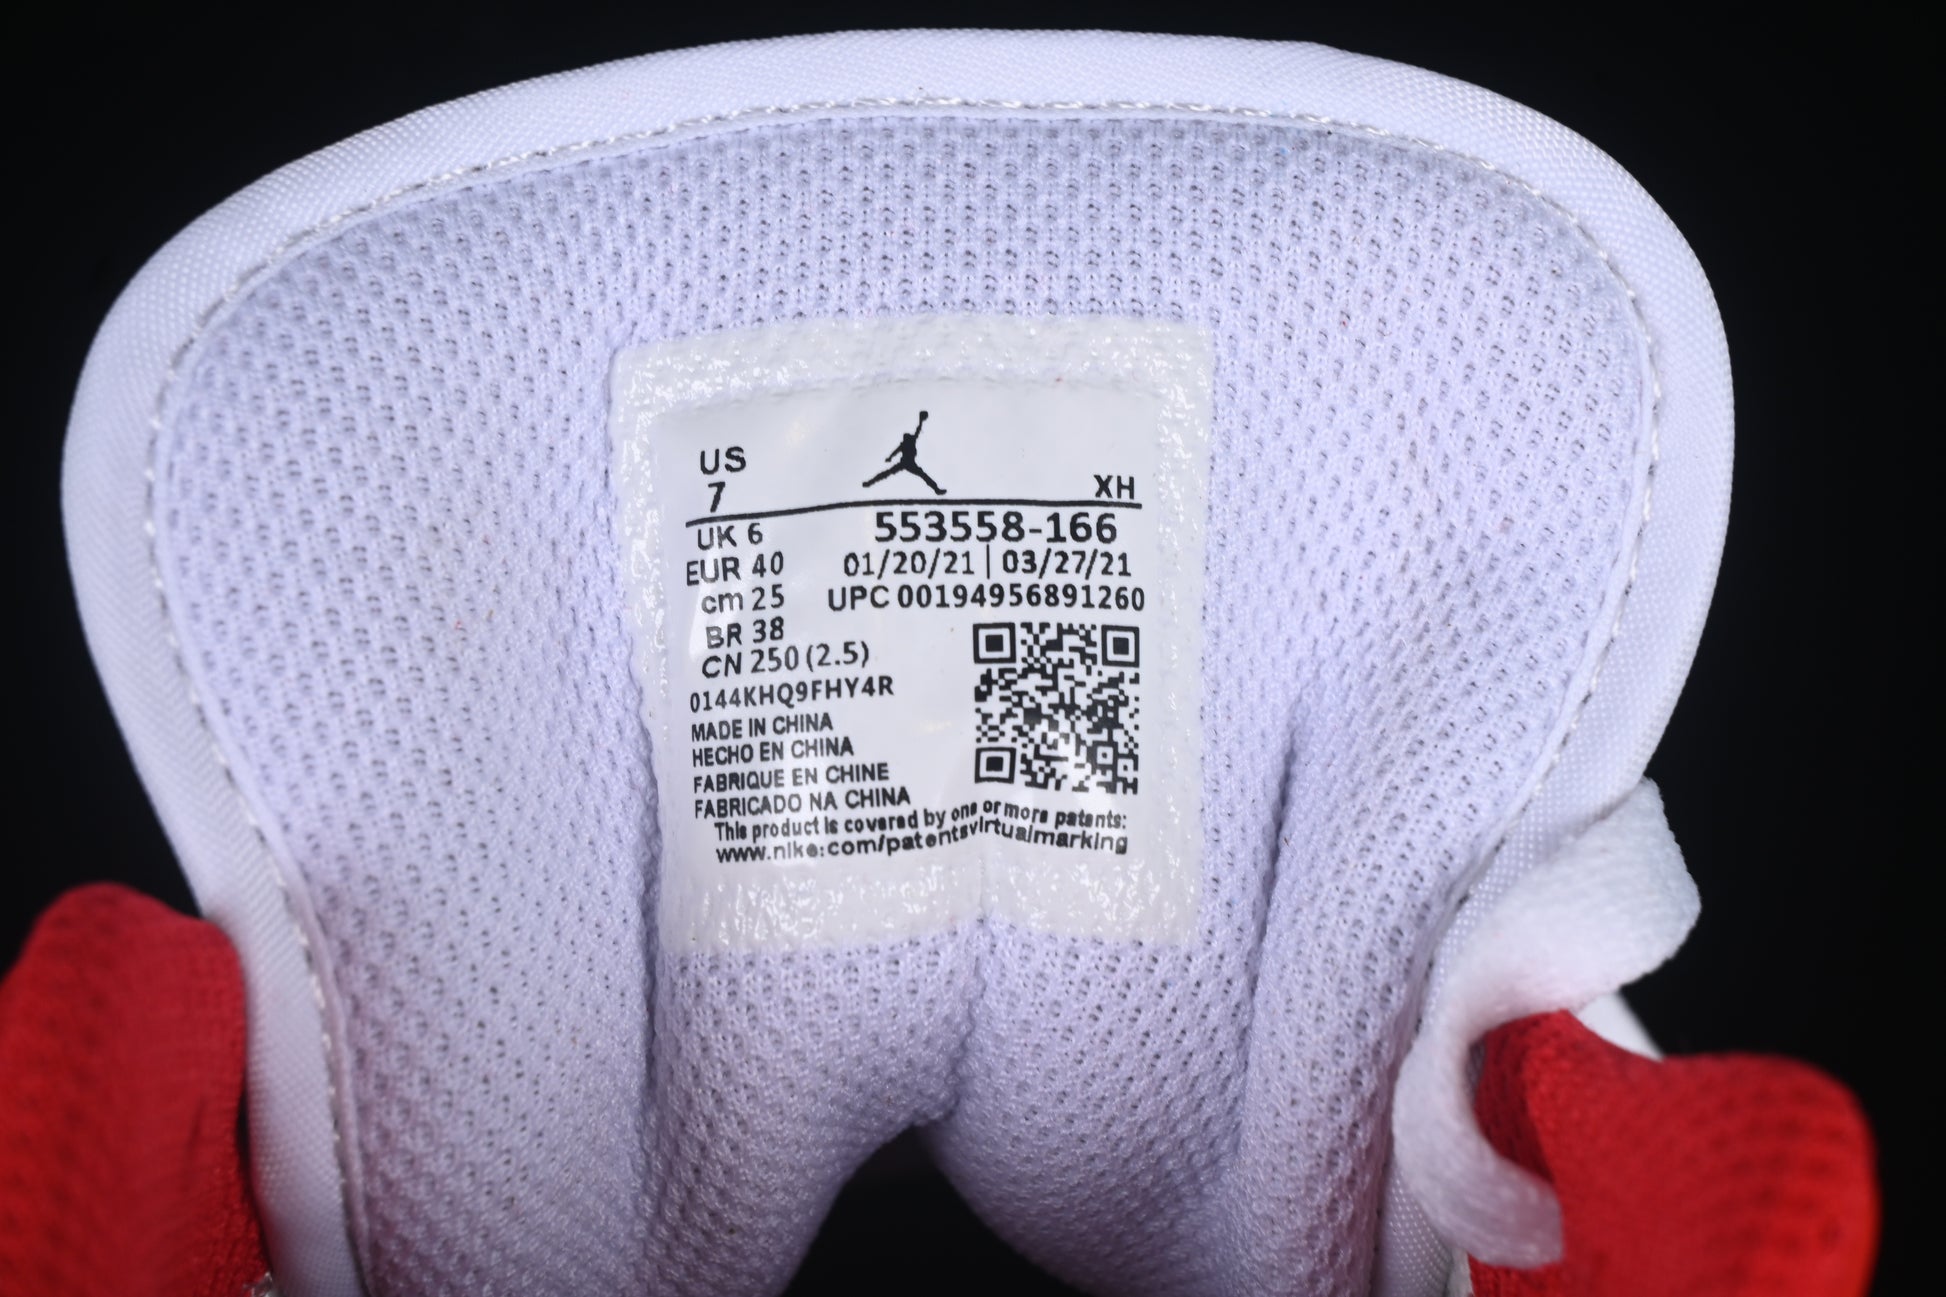 US
7
XH
UK 6
553558-166
EUR 40
01/20/21 | 03/27/21
cm 25
UPC 00194956891260
BR 38
CN 250 (2.5)
0144KHQ9FHY4R
MADE IN CHINA
HECHO EN CHINA
FABRIQUE EN CHINE
FABRICADO NA CHINA
This product is covered by one or more patents:
www.nike:com/patentsvirtualmarking